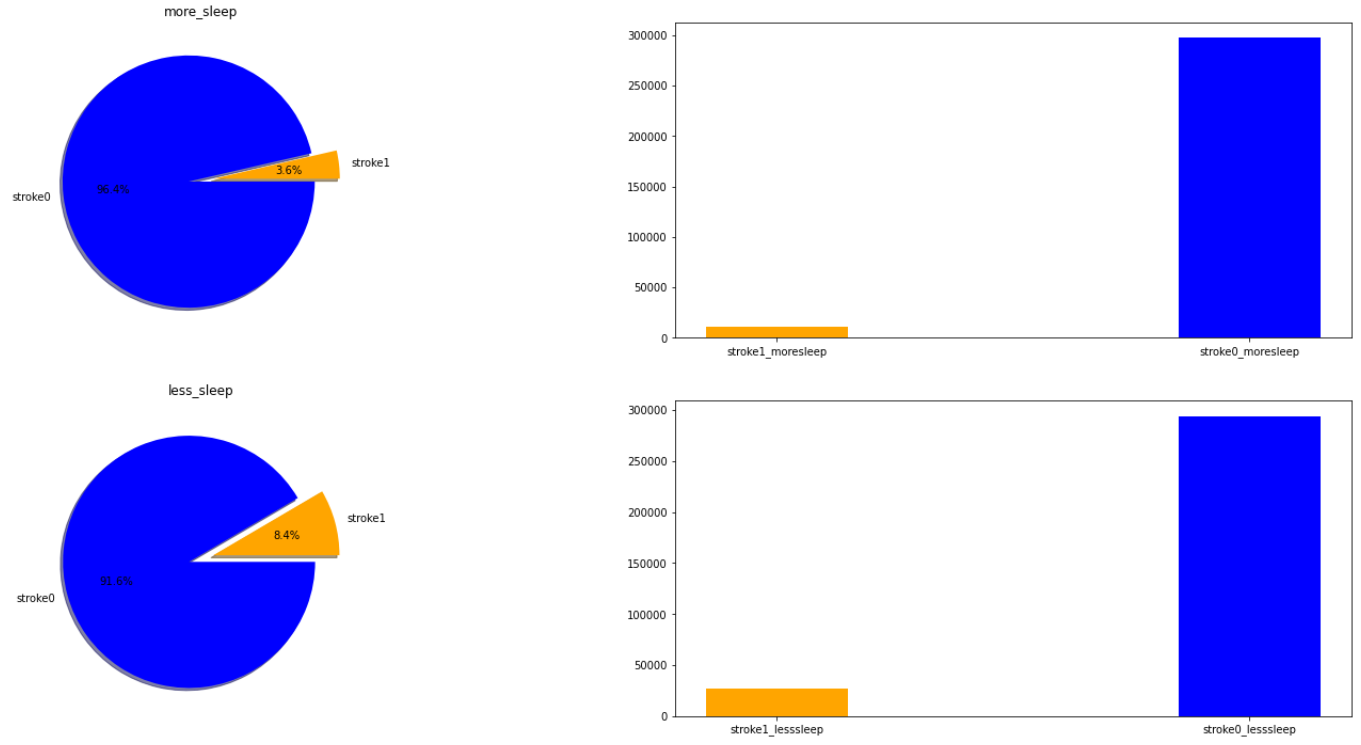 more_sleep
stroke1
3.6%
96.4%
stroke0
300000
250000
200000
150000
100000
50000
0
stroke1_moresleep
stroke0_moresleep
less_sleep
stroke1
8.4%
91.6%
stroke0
300000
250000
200000
150000
100000
50000
0
stroke1_lesssleep
stroke0_lesssleep